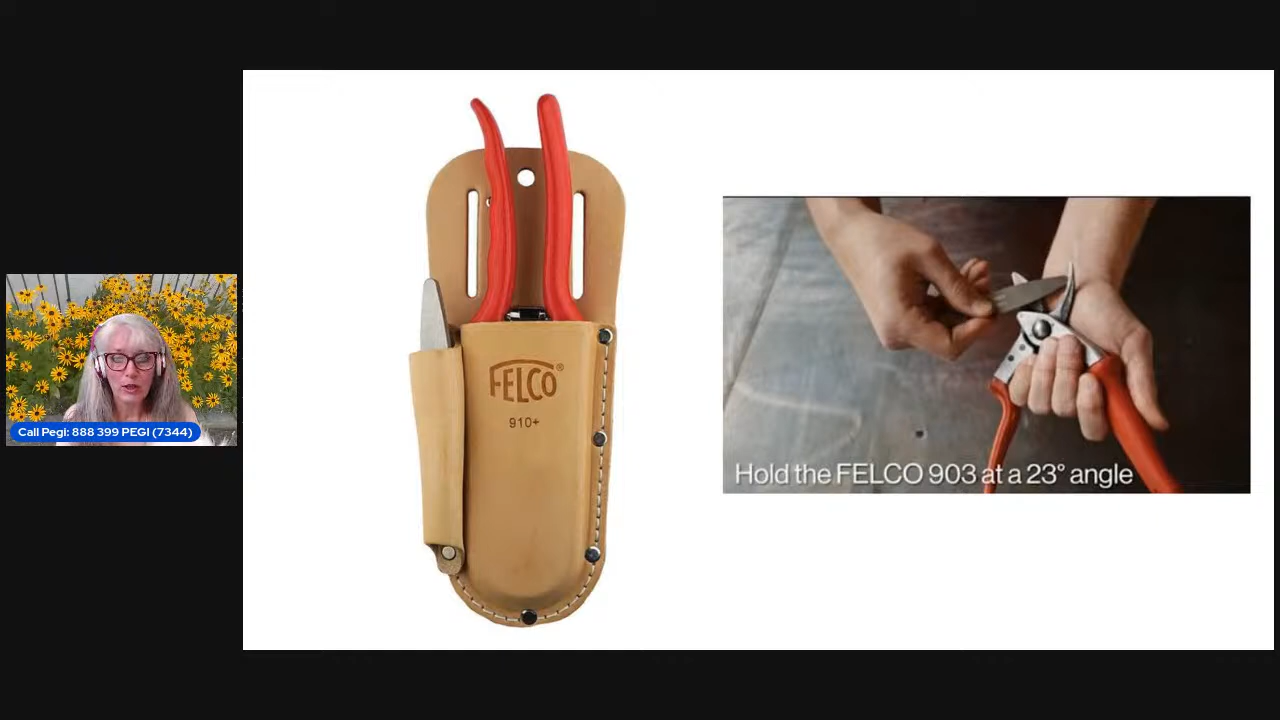 Call Pegi: 888 399 PEGI (7344)
FELCO®
910+
Hold the FELCO 903 at a 23° angle